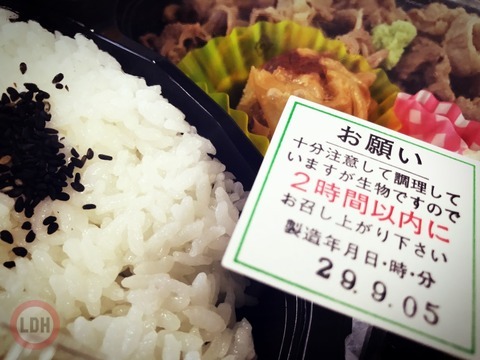 お願い
十分注意して調理して
いますが生物ですので
2時間以内に
お召し上がり下さい
製造年月日・時・分
29.9.05
LDH